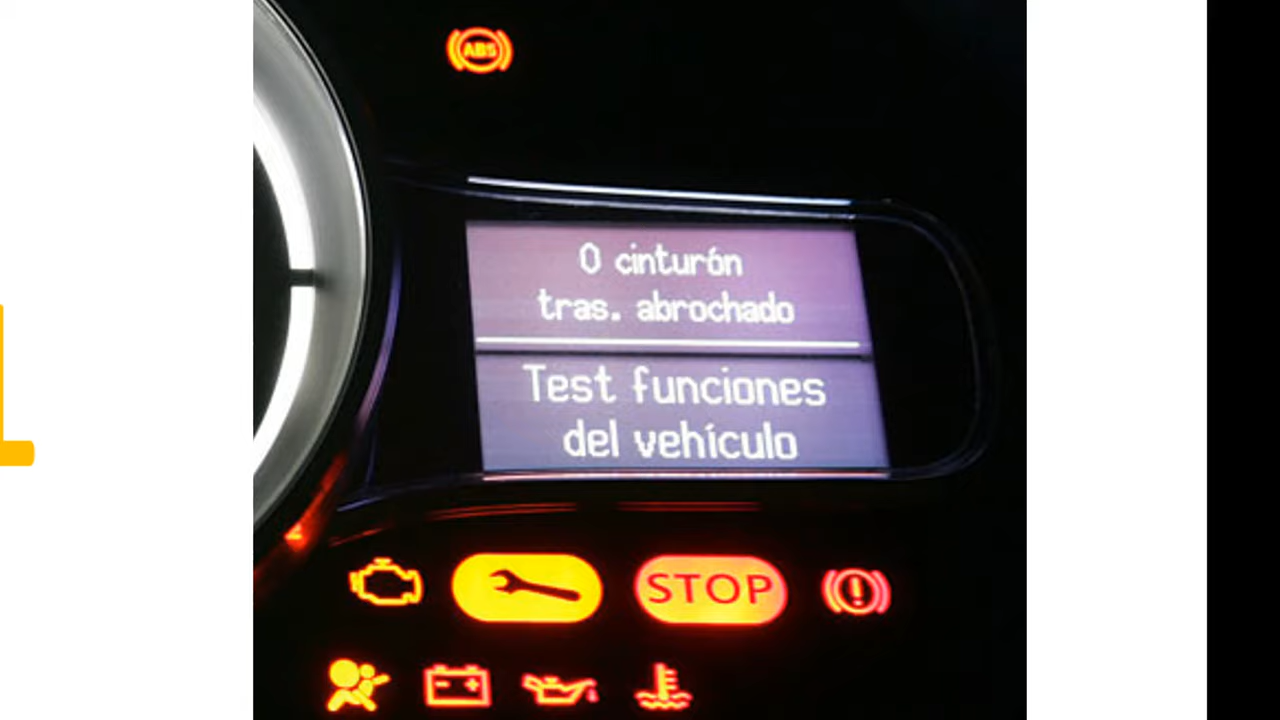 ABS
0 cinturón
tras. abrochado
Test funciones
del vehículo
STOP